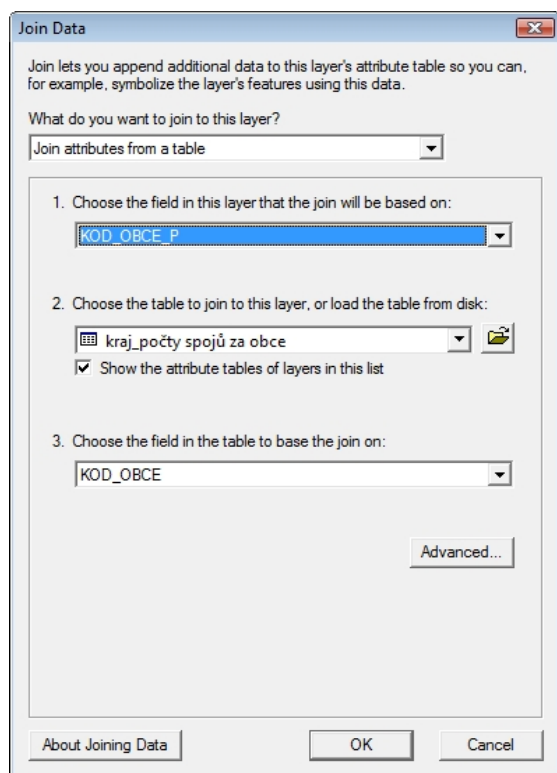 Join Data
Join lets you append additional data to this layer's attribute table so you can,
for example, symbolize the layer's features using this data.
What do you want to join to this layer?
Join attributes from a table
1. Choose the field in this layer that the join will be based on:
KOD_OBCE_P
2. Choose the table to join to this layer, or load the table from disk:
kraj_počty spojů za obce
Show the attribute tables of layers in this list
3. Choose the field in the table to base the join on:
KOD_OBCE
Advanced...
About Joining Data
OK
Cancel